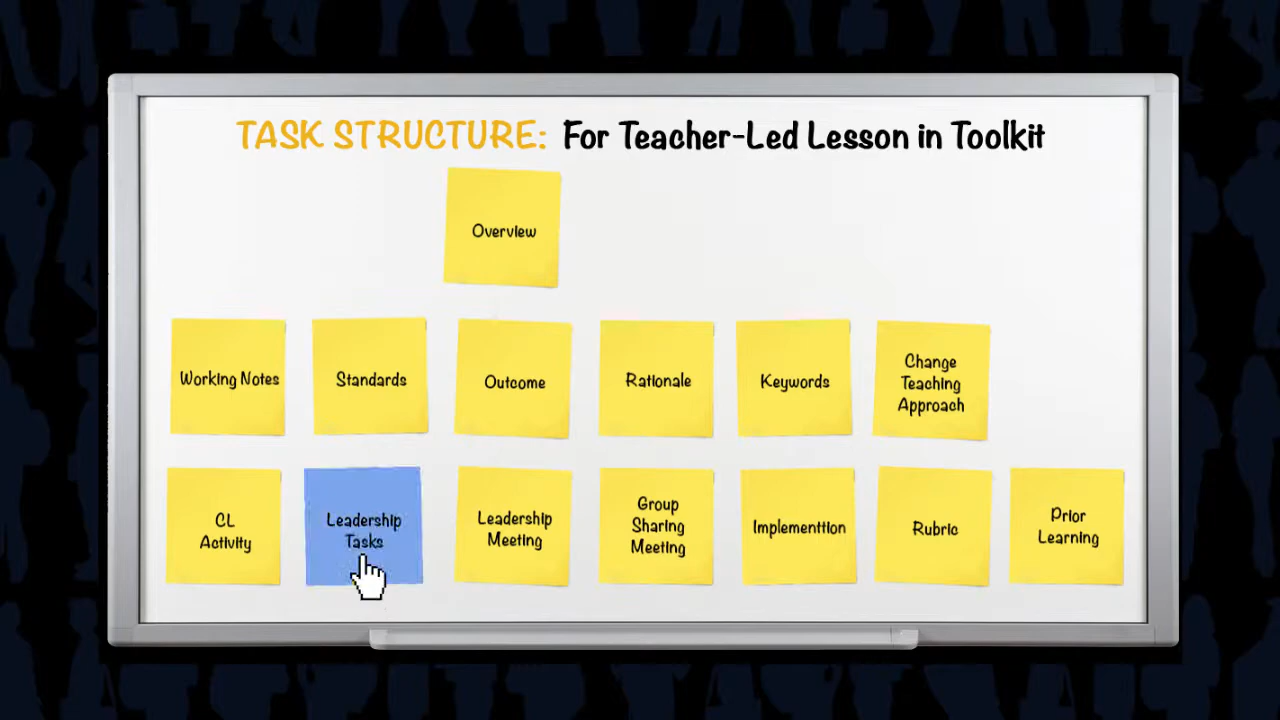 TASK STRUCTURE: For Teacher-Led Lesson in Toolkit
Overview
Working Notes
Standards
Outcome
Rationale
Keywords
Change
Teaching
Approach
CL
Activity
Leadership
Tasks
Leadership
Meeting
Group
Sharing
Meeting
Implementtion
Rubric
Prior
Learning